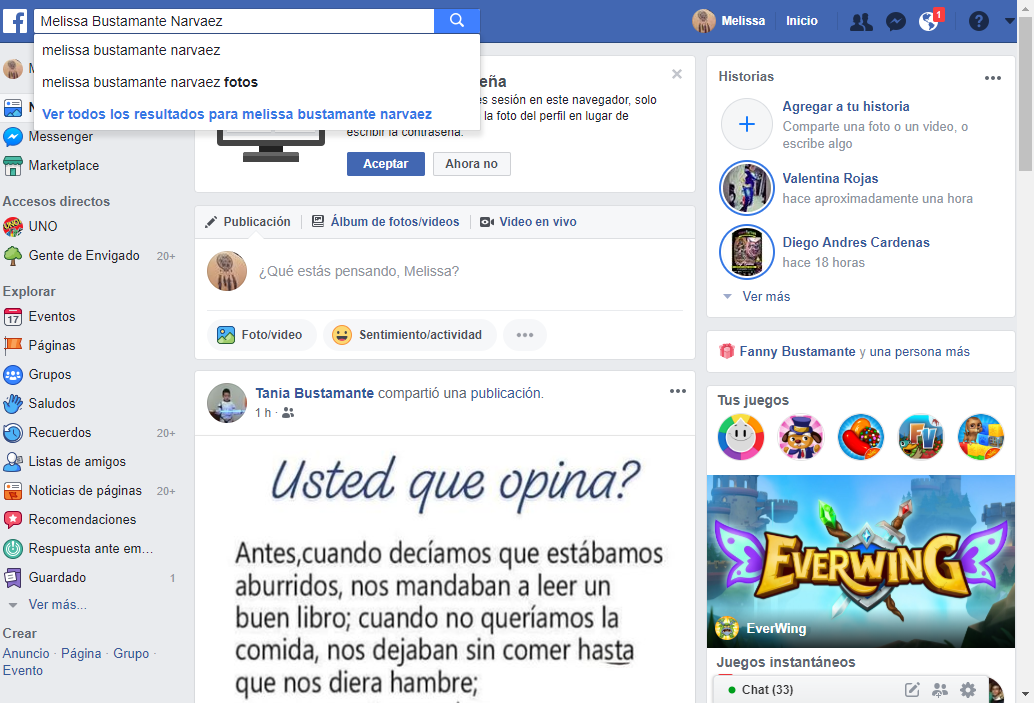 Melissa Bustamante Narvaez
Melissa
Inicio
1
melissa bustamante narvaez
melissa bustamante narvaez fotos
Ver todos los resultados para melissa bustamante narvaez
M
N
Messenger
Marketplace
Accesos directos
UNO
Gente de Envigado 20+
Explorar
17 Eventos
Páginas
Grupos
Saludos
Recuerdos 20+
Listas de amigos
Noticias de páginas 20+
Recomendaciones
Respuesta ante em...
Guardado 1
Ver más...
Crear
Anuncio · Página · Grupo ·
Evento
eña
es sesión en este navegador, solo
la foto del perfil en lugar de
escribir la contraseña.
Aceptar
Ahora no
Publicación
Álbum de fotos/videos
Video en vivo
¿Qué estás pensando, Melissa?
Foto/video
Sentimiento/actividad
Tania Bustamante compartió una publicación.
1 h ·
Usted que opina?
Antes,cuando decíamos que estábamos
aburridos, nos mandaban a leer un
buen libro; cuando no queríamos la
comida, nos dejaban sin comer hasta
que nos diera hambre;
Historias
Agregar a tu historia
Comparte una foto o un video, o
escribe algo
Valentina Rojas
hace aproximadamente una hora
Diego Andres Cardenas
hace 18 horas
Ver más
Fanny Bustamante y una persona más
Tus juegos
FV
EVERWING
EverWing
Juegos instantáneos
Chat (33)